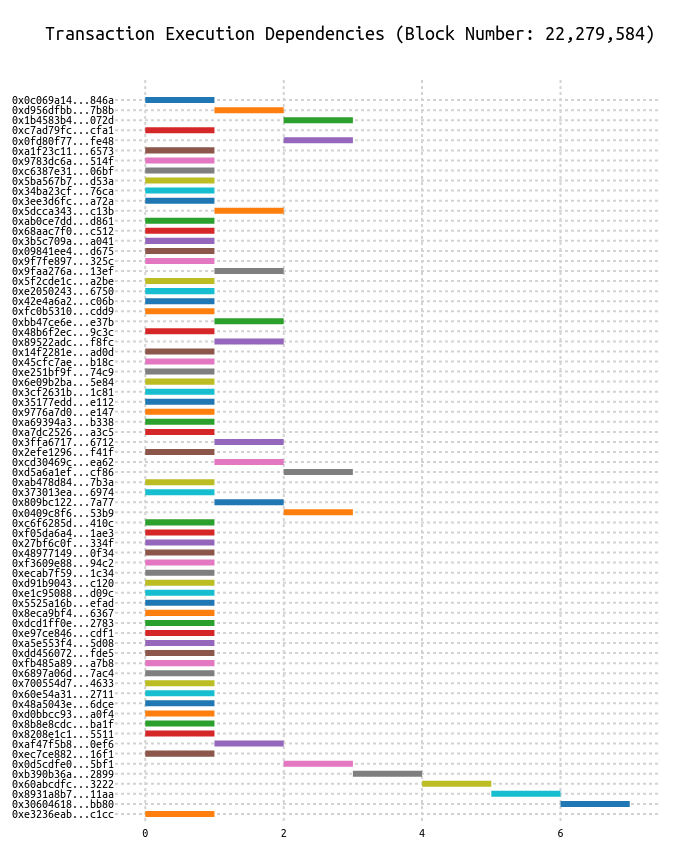 Transaction Execution Dependencies (Block Number: 22,279,584)
0x0c069a14...846a
0xd956dfbb...7b8b
0x1b4583b4...072d
0xc7ad79fc...cfa1
0x0fd80f77...fe48
0xa1f23c11...6573
0x9783dc6a...514f
0xc6387e31...06bf
0x5ba567b7...d53a
0x34ba23cf...76ca
0x3ee3d6fc...a72a
0x5dcca343...c13b
0xab0ce7dd...d861
0x68aac7f0...c512
0x3b5c709a...a041
0x09841ee4...d675
0x9f7fe897...325c
0x9faa276a...13ef
0x5f2cde1c...a2be
0xe2050243...6750
0x42e4a6a2...c06b
0xfc0b5310...cdd9
0xbb47ce6e...e37b
0x48b6f2ec...9c3c
0x89522adc...f8fc
0x14f2281e...ad0d
0x45cfc7ae...b18c
0xe251bf9f...74c9
0x6e09b2ba...5e84
0x3cf2631b...1c81
0x35177edd...e112
0x9776a7d0...e147
0xa69394a3...b338
0xa7dc2526...a3c5
0x3ffa6717...6712
0x2efe1296...f41f
0xcd30469c...ea62
0xd5a6a1ef...cf86
0xab478d84...7b3a
0x373013ea...6974
0x809bc122...7a77
0x0409c8f6...53b9
0xc6f6285d...410c
0xf05da6a4...1ae3
0x27bf6c0f...334f
0x48977149...0f34
0xf3609e88...94c2
0xecab7f59...1c34
0xd91b9043...c120
0xe1c95088...d09c
0x5525a16b...efad
0x8eca9bf4...6367
0xdcd1ff0e...2783
0xe97ce846...cdf1
0xa5e553f4...5d08
0xdd456072...fde5
0xfb485a89...a7b8
0x6897a06d...7ac4
0x700554d7...4633
0x60e54a31...2711
0x48a5043e...6dce
0xd0bbcc93...a0f4
0x8b8e8cdc...ba1f
0x8208e1c1...5511
0xaf47f5b8...0ef6
0xec7ce882...16f1
0x0d5cdfe0...5bf1
0xb390b36a...2899
0x60abcdfc...3222
0x8931a8b7...11aa
0x30604618...bb80
0xe3236eab...c1cc
0 2 4 6